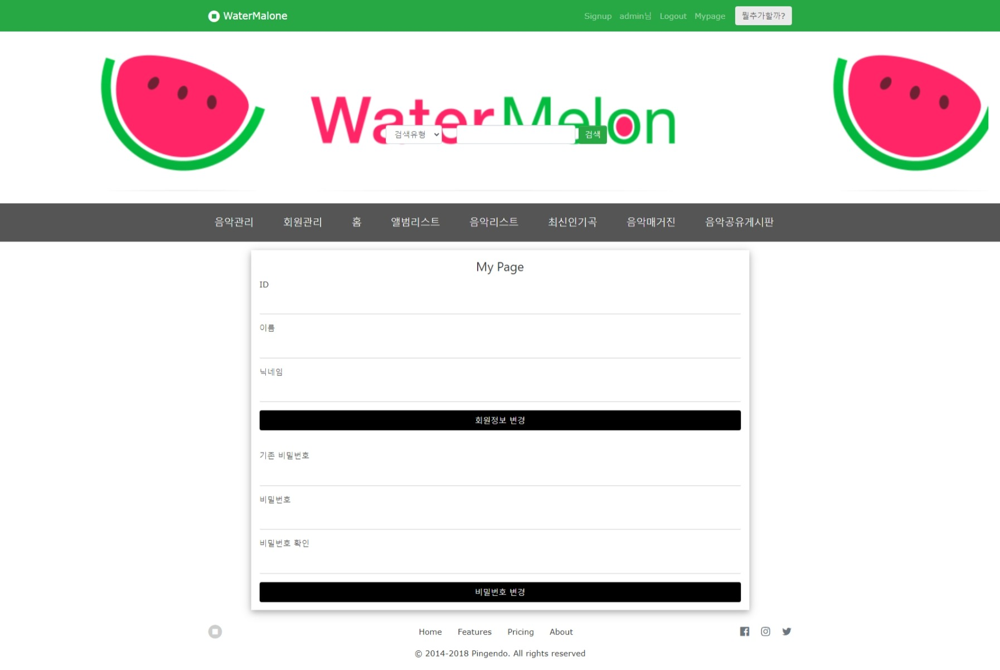 WaterMalone
Signup admin님 Logout Mypage 뭘추가할까?
WaterMelon
검색유형 검색
음악관리 회원관리 홈 앨범리스트 음악리스트 최신인기곡 음악매거진 음악공유게시판
My Page
ID
이름
닉네임
회원정보 변경
기존 비밀번호
비밀번호
비밀번호 확인
비밀번호 변경
Home Features Pricing About
© 2014-2018 Pingendo. All rights reserved